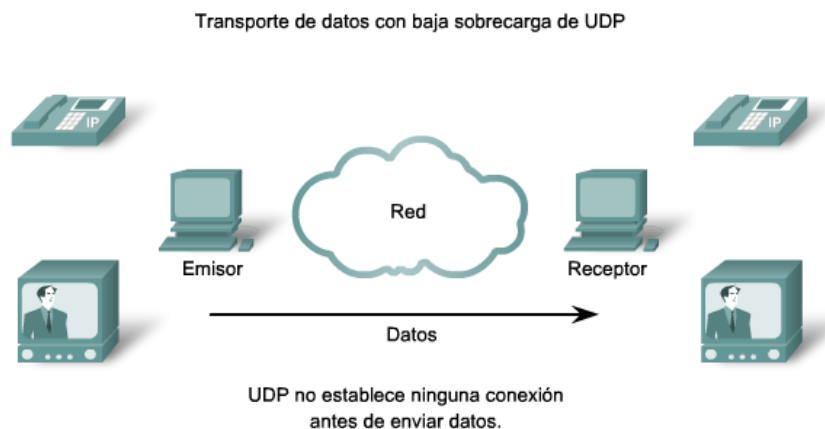 Transporte de datos con baja sobrecarga de UDP
IP
IP
Red
Emisor
Receptor
Datos
UDP no establece ninguna conexión
antes de enviar datos.